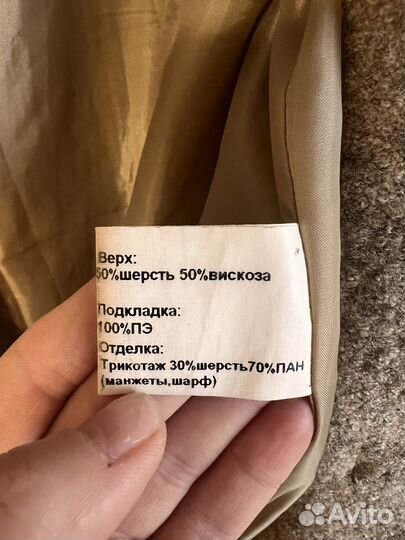 Верх:
50%шерсть 50%вискоза
Подкладка:
100%ПЭ
Отделка:
Трикотаж 30%шерсть70%ПАН
(манжеты,шарф)
Avito